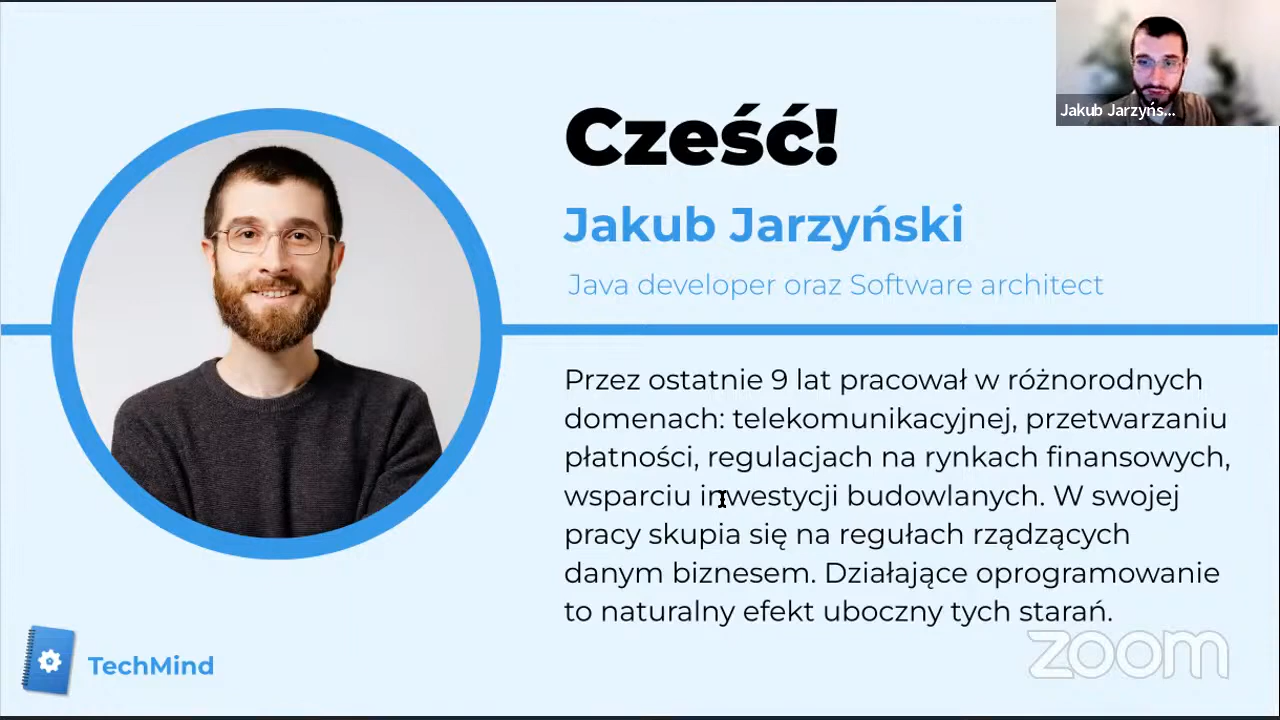 Cześć!
Jakub Jarzyński
Java developer oraz Software architect
Przez ostatnie 9 lat pracował w różnorodnych
domenach: telekomunikacyjnej, przetwarzaniu
płatności, regulacjach na rynkach finansowych,
wsparciu inwestycji budowlanych. W swojej
pracy skupia się na regułach rządzących
danym biznesem. Działające oprogramowanie
to naturalny efekt uboczny tych starań.
Jakub Jarzyńs...
TechMind
zoom